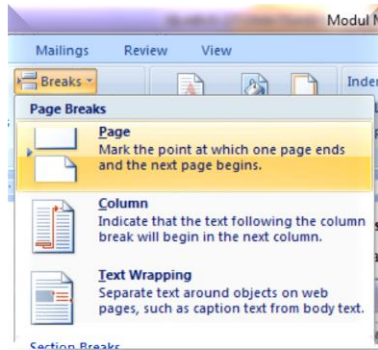 Modul M
Mailings Review View
Breaks
Inde
Page Breaks
Page
Mark the point at which one page ends
and the next page begins.
Column
Indicate that the text following the column
break will begin in the next column.
Text Wrapping
Separate text around objects on web
pages, such as caption text from body text.
Section Breaks